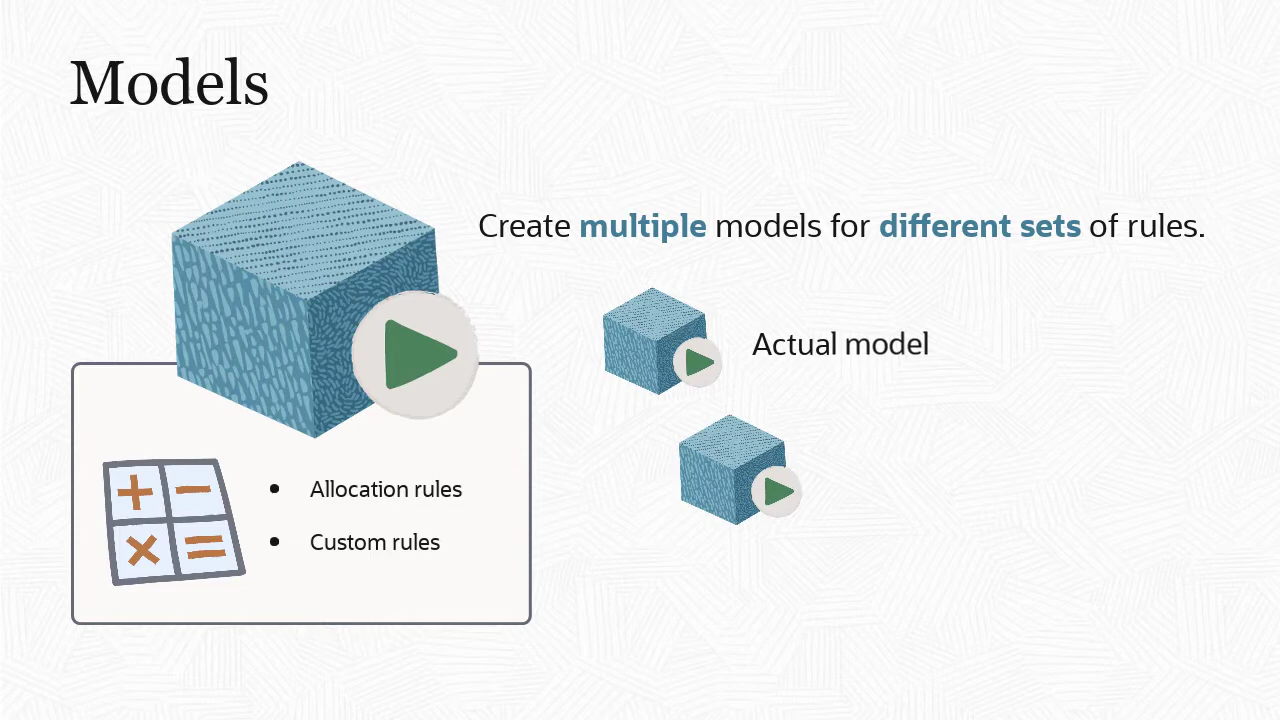 Models
Create multiple models for different sets of rules.
Actual model
• Allocation rules
• Custom rules